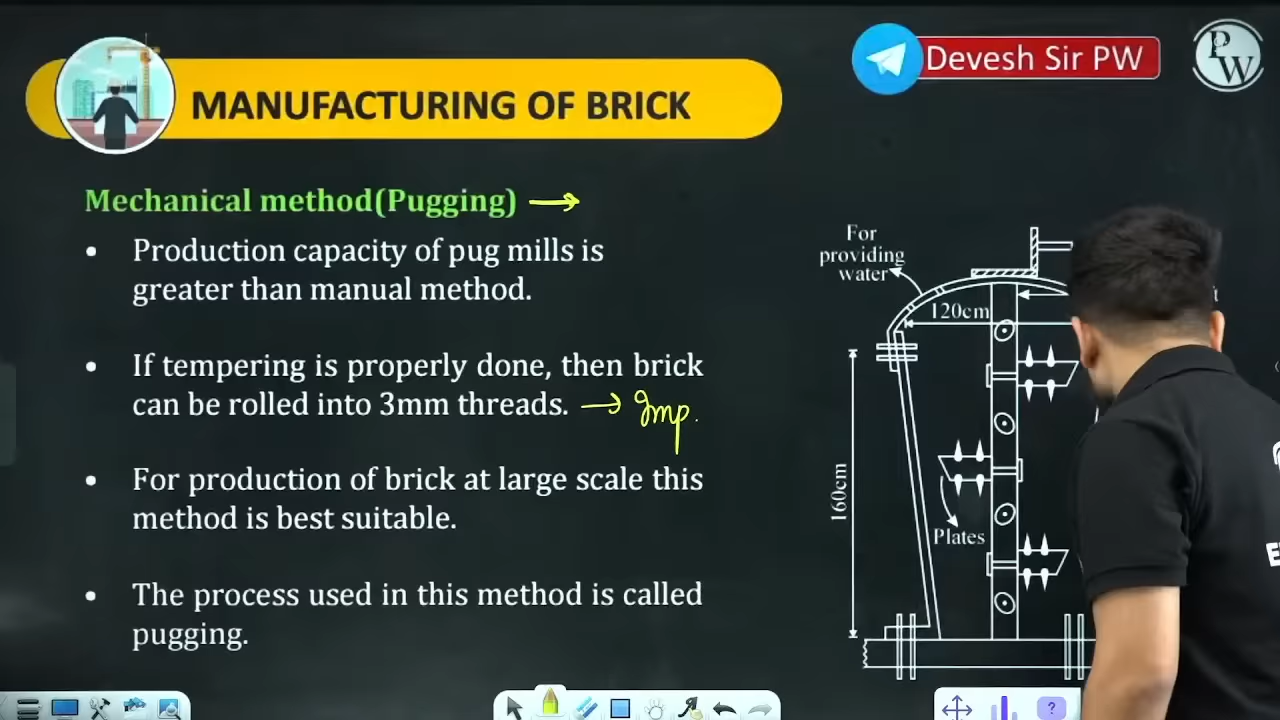 Devesh Sir PW
PW
MANUFACTURING OF BRICK
Mechanical method(Pugging) →
• Production capacity of pug mills is
greater than manual method.
• If tempering is properly done, then brick
can be rolled into 3mm threads. → Imp.
• For production of brick at large scale this
method is best suitable.
• The process used in this method is called
pugging.
For
providing
water
120cm
160cm
Plates